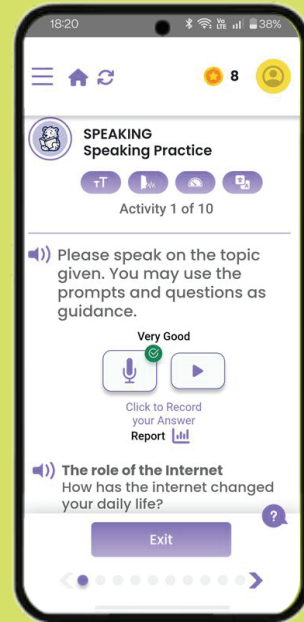 18:20
38%
8
SPEAKING
Speaking Practice
TT
Activity 1 of 10
Please speak on the topic
given. You may use the
prompts and questions as
guidance.
Very Good
Click to Record
your Answer
Report
The role of the Internet
How has the internet changed
your daily life?
?
Exit